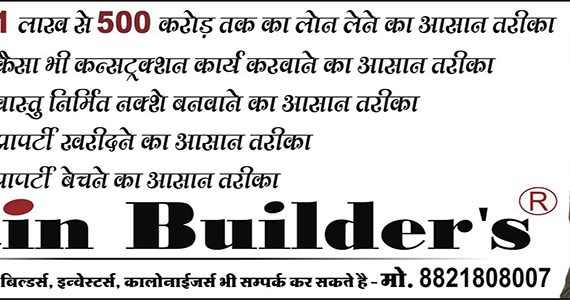 1 लाख से 500 करोड़ तक का लोन लेने का आसान तरीका
कैसा भी कन्सट्रक्शन कार्य करवाने का आसान तरीका
वास्तु निर्मित नक्शे बनवाने का आसान तरीका
प्रापर्टी खरीदने का आसान तरीका
प्रापर्टी बेचने का आसान तरीका
in Builder's ®
बिल्डर्स, इन्वेस्टर्स, कालोनाईजर्स भी सम्पर्क कर सकते है - मो. 8821808007